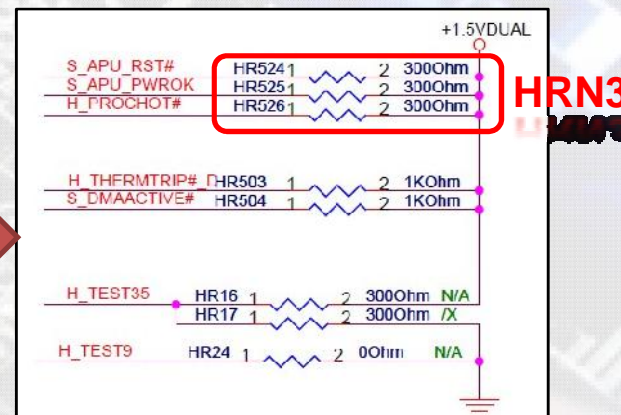 +1.5VDUAL
S_APU_RST# HR524 1 2 300Ohm
S_APU_PWROK HR525 1 2 300Ohm
H_PROCHOT# HR526 1 2 300Ohm
HRN3
H_THERMTRIP#_D HR503 1 2 1KOhm
S_DMAACTIVE# HR504 1 2 1KOhm
H_TEST35 HR16 1 2 300Ohm N/A
HR17 1 2 300Ohm /X
H_TEST9 HR24 1 2 0Ohm N/A